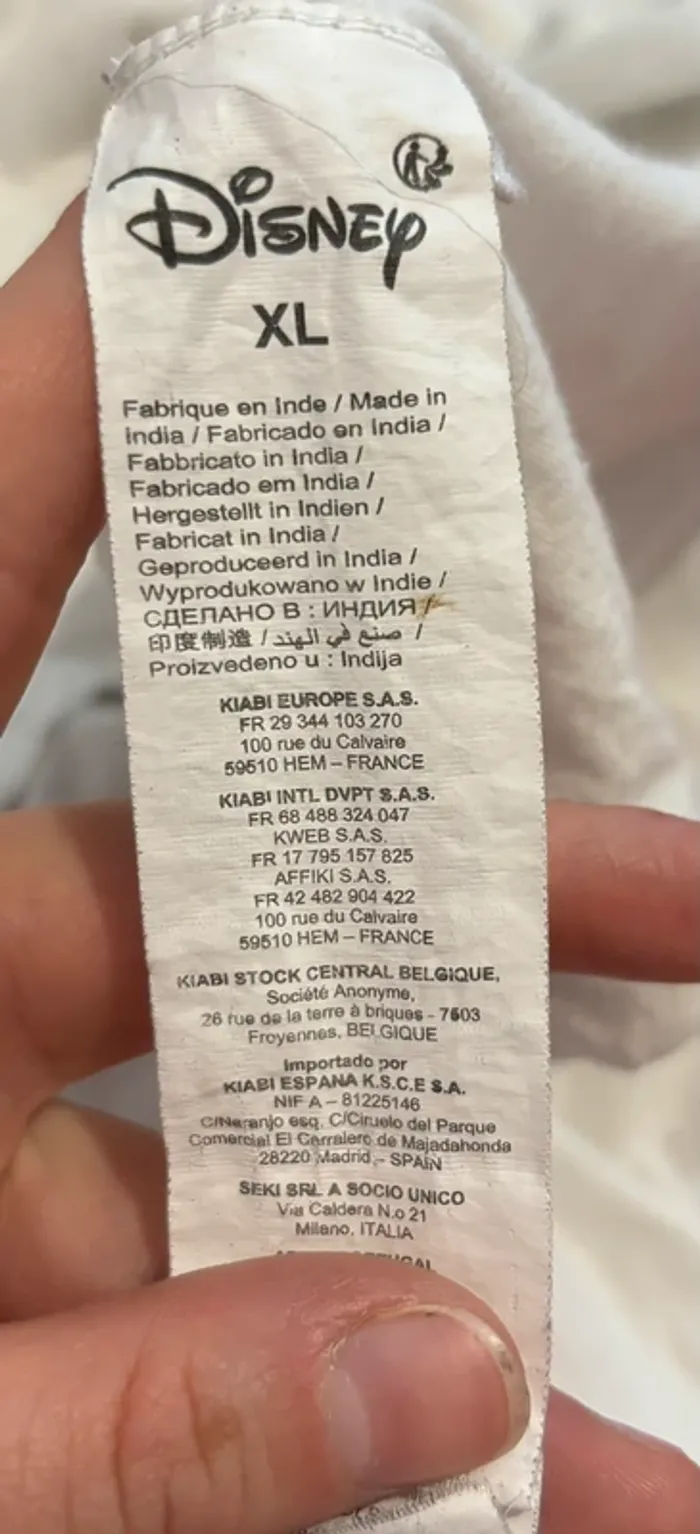 Disney
XL
Fabrique en Inde / Made in
india / Fabricado en India /
Fabbricato in India /
Fabricado em India /
Hergestellt in Indien /
Fabricat in India /
Geproduceerd in India /
Wyprodukowano w Indie /
СДЕЛАНО В : ИНДИЯ /
印度制造 / صنع في الهند /
Proizvedeno u : Indija
KIABI EUROPE S.A.S.
FR 29 344 103 270
100 rue du Calvaire
59510 HEM – FRANCE
KIABI INTL DVPT S.A.S.
FR 68 488 324 047
KWEB S.A.S.
FR 17 795 157 825
AFFIKI S.A.S.
FR 42 482 904 422
100 rue du Calvaire
59510 HEM – FRANCE
KIABI STOCK CENTRAL BELGIQUE,
Société Anonyme,
26 rue de la terre à briques - 7503
Froyennes, BELGIQUE
Importado por
KIABI ESPANA K.S.C.E S.A.
NIF A – 81225146
C/Naranjo esq. C/Ciruelo del Parque
Comercial El Carralero de Majadahonda
28220 Madrid – SPAIN
SEKI SRL A SOCIO UNICO
Via Caldera N.o 21
Milano, ITALIA